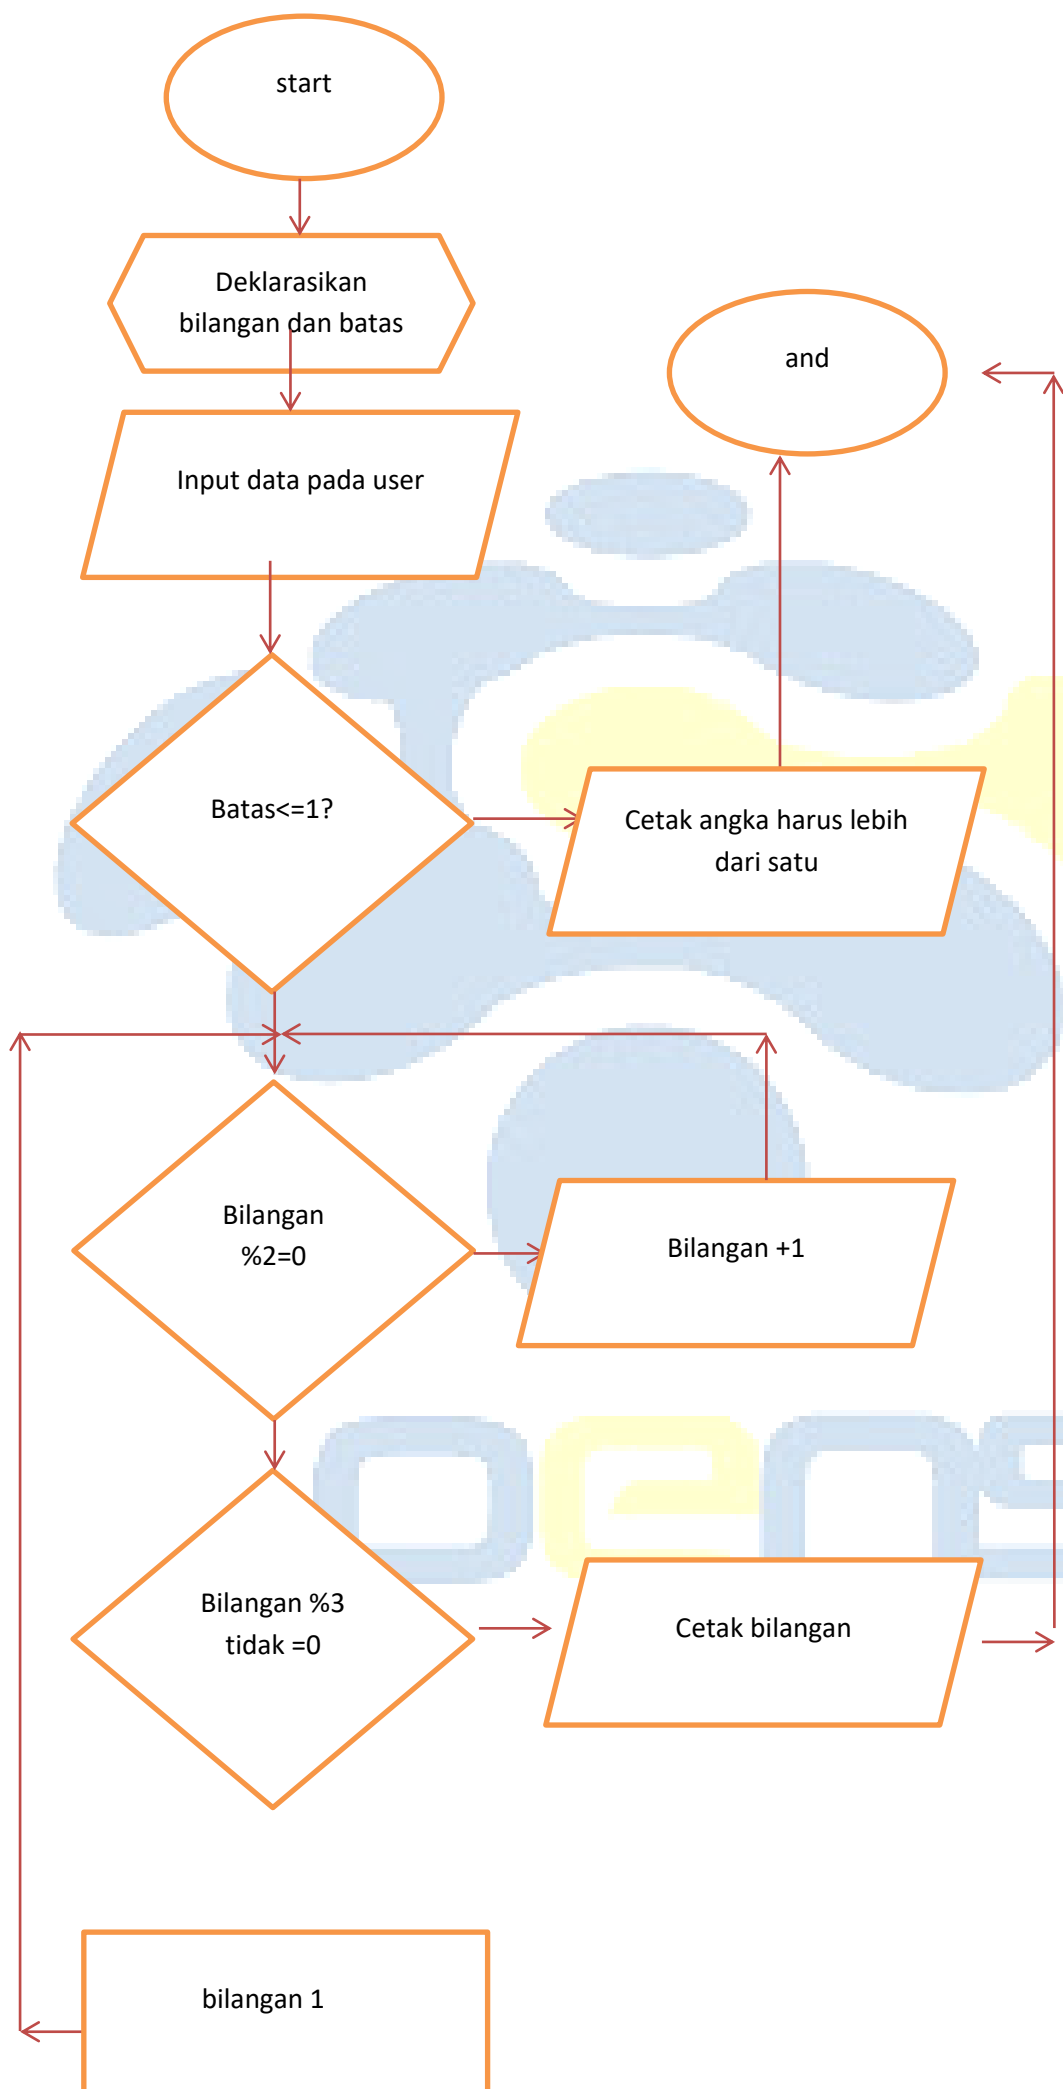 start
Deklarasikan
bilangan dan batas
and
Input data pada user
Batas<=1?
Cetak angka harus lebih
dari satu
Bilangan
%2=0
Bilangan +1
pens
Bilangan %3
tidak =0
Cetak bilangan
bilangan 1